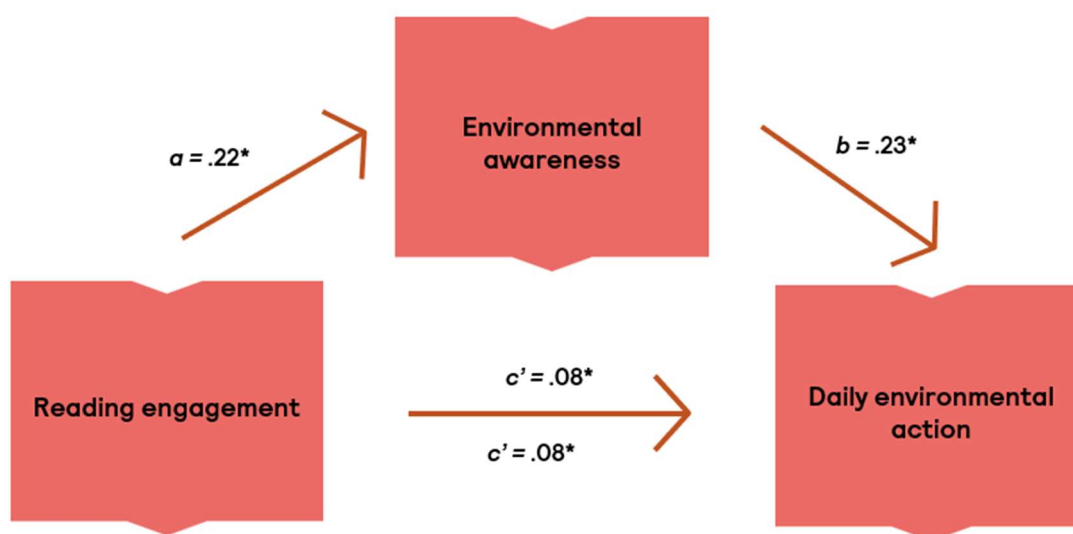 Environmental
awareness
a = .22*
b = .23*
Reading engagement
c’ = .08*
c’ = .08*
Daily environmental
action